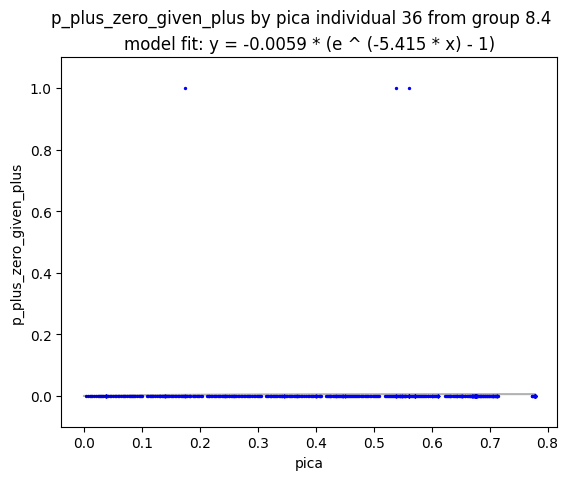 p_plus_zero_given_plus by pica individual 36 from group 8.4
model fit: y = -0.0059 * (e ^ (-5.415 * x) - 1)
p_plus_zero_given_plus
1.0
0.8
0.6
0.4
0.2
0.0
0.0 0.1 0.2 0.3 0.4 0.5 0.6 0.7 0.8
pica